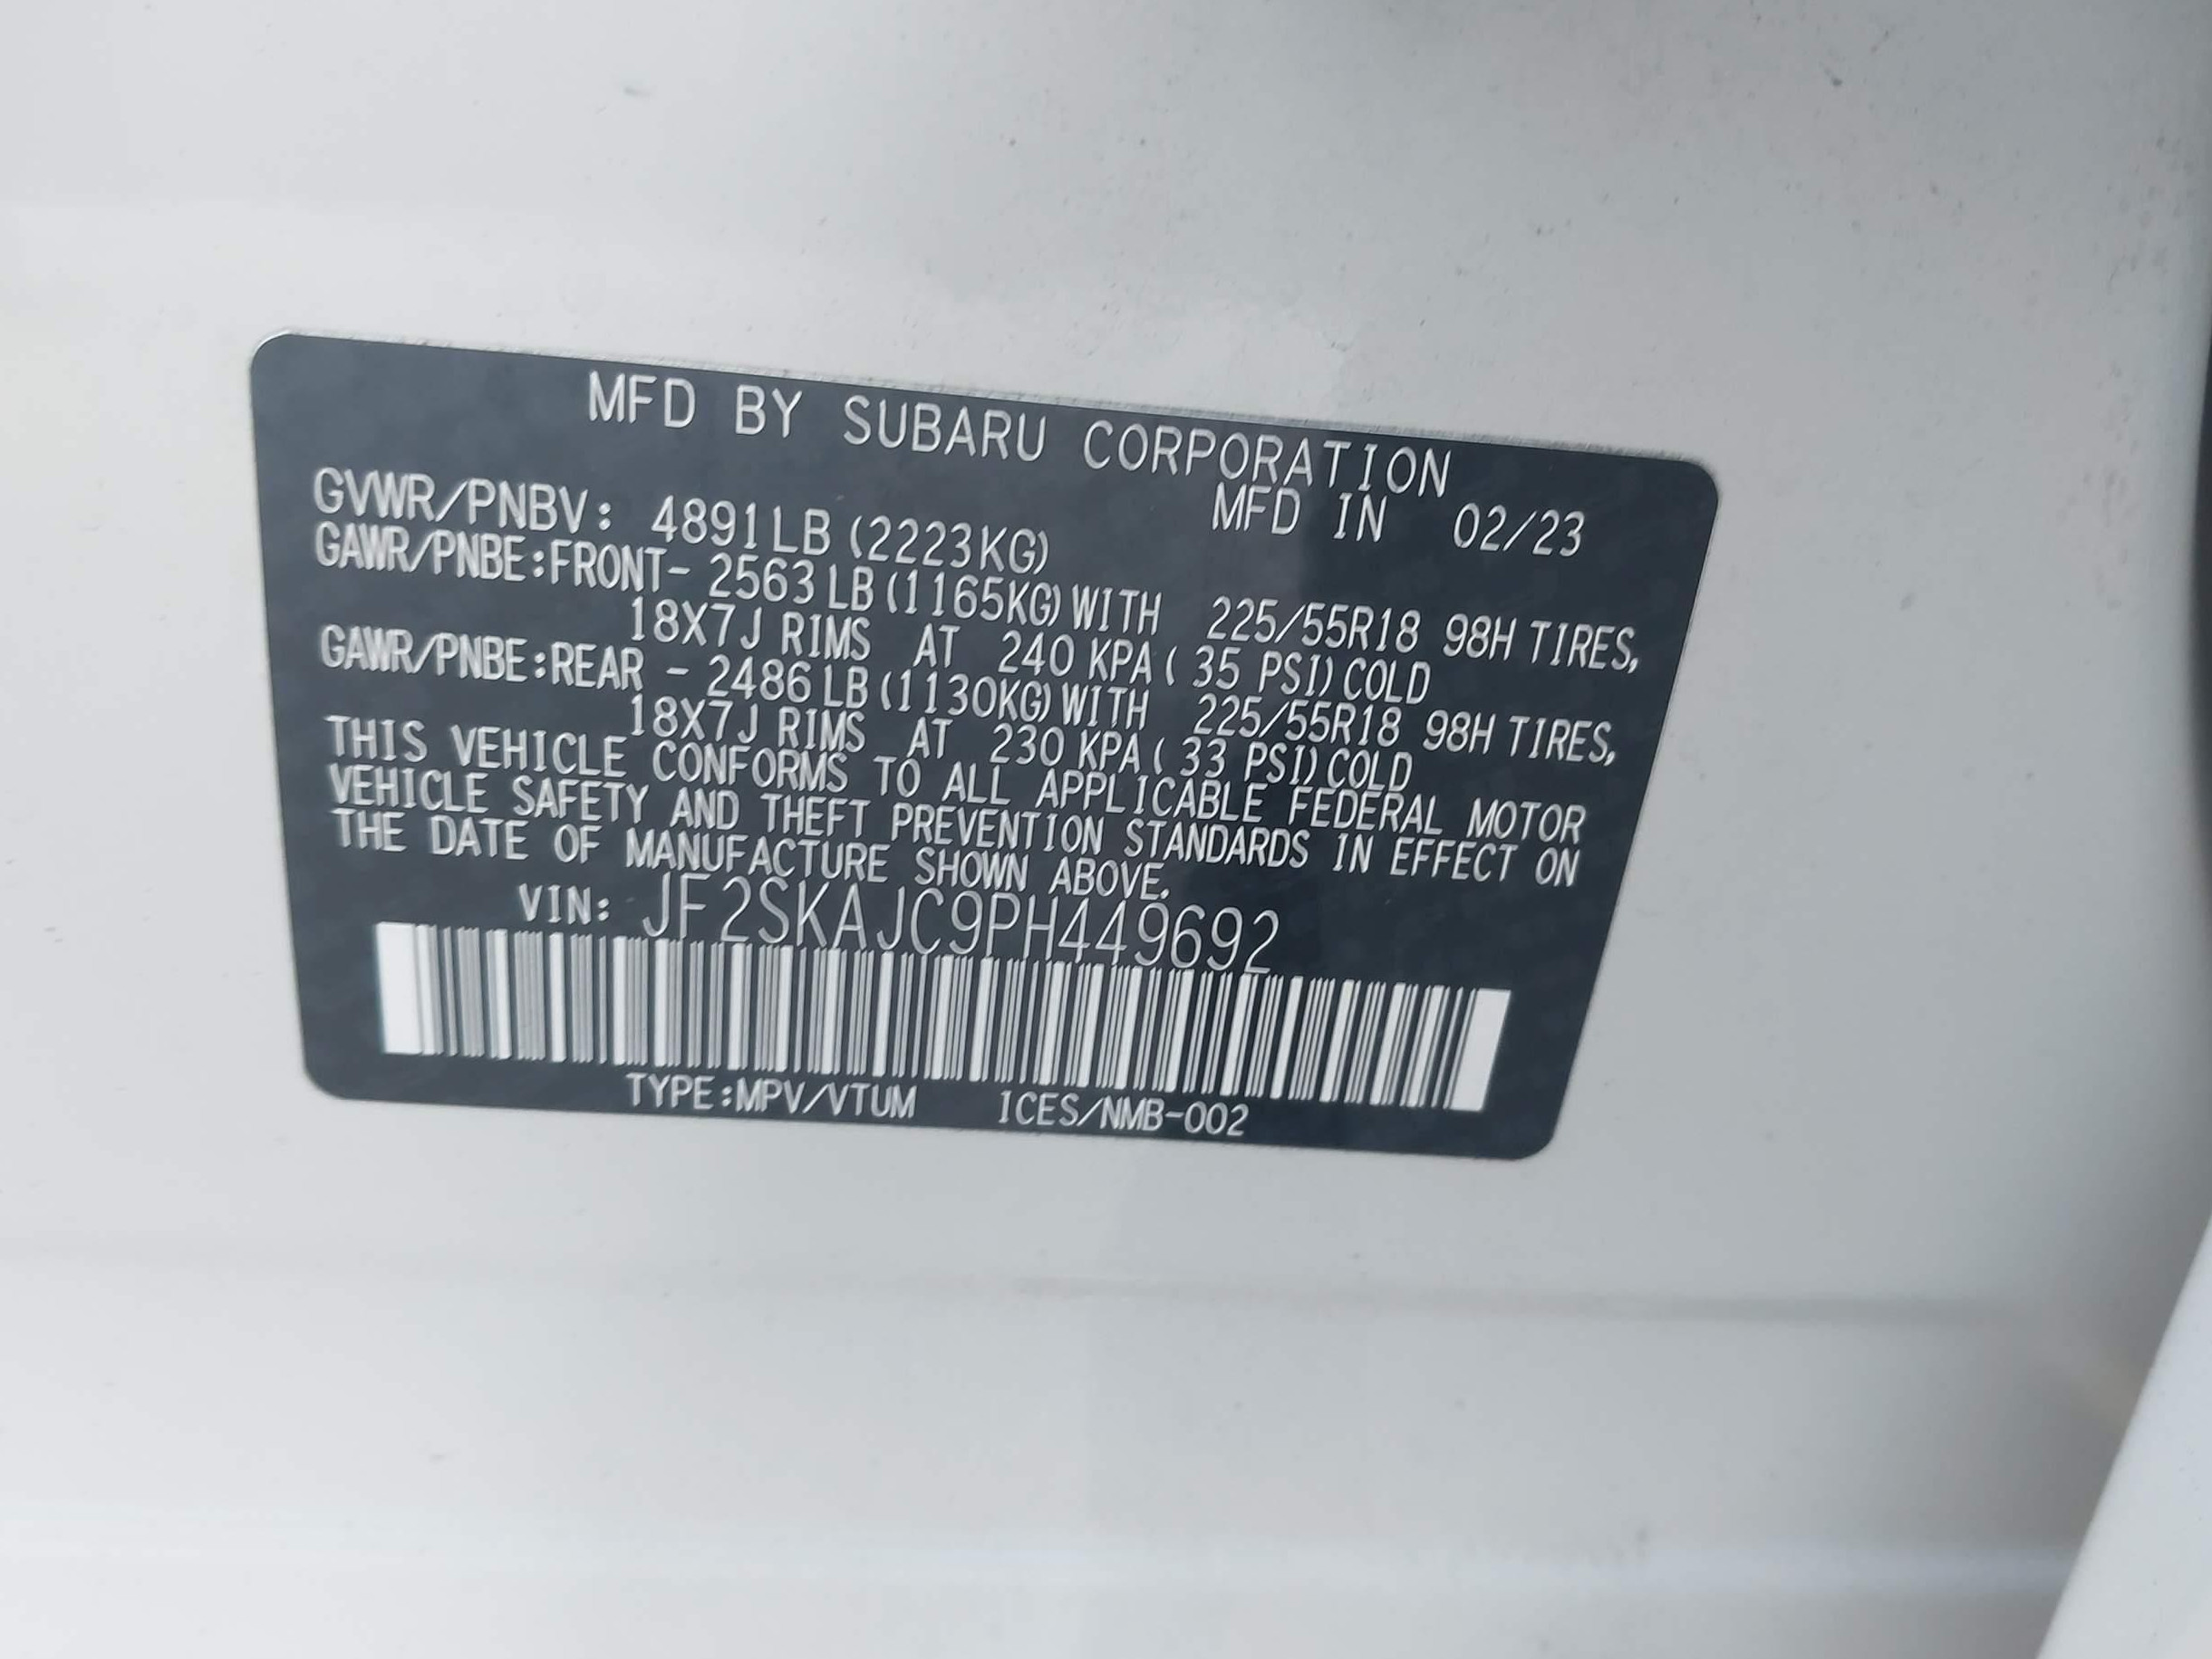 MFD BY SUBARU CORPORATION
MFD IN 02/23
GVWR/PNBV: 4891LB (2223KG)
GAWR/PNBE:FRONT- 2563LB(1165KG)WITH 225/55R18 98H TIRES,
18X7J RIMS AT 240 KPA( 35 PSI)COLD
GAWR/PNBE:REAR - 2486LB(1130KG)WITH 225/55R18 98H TIRES,
18X7J RIMS AT 230 KPA( 33 PSI)COLD
THIS VEHICLE CONFORMS TO ALL APPLICABLE FEDERAL MOTOR
VEHICLE SAFETY AND THEFT PREVENTION STANDARDS IN EFFECT ON
THE DATE OF MANUFACTURE SHOWN ABOVE.
VIN: JF2SKAJC9PH449692
TYPE:MPV/VTUM ICES/NMB-002